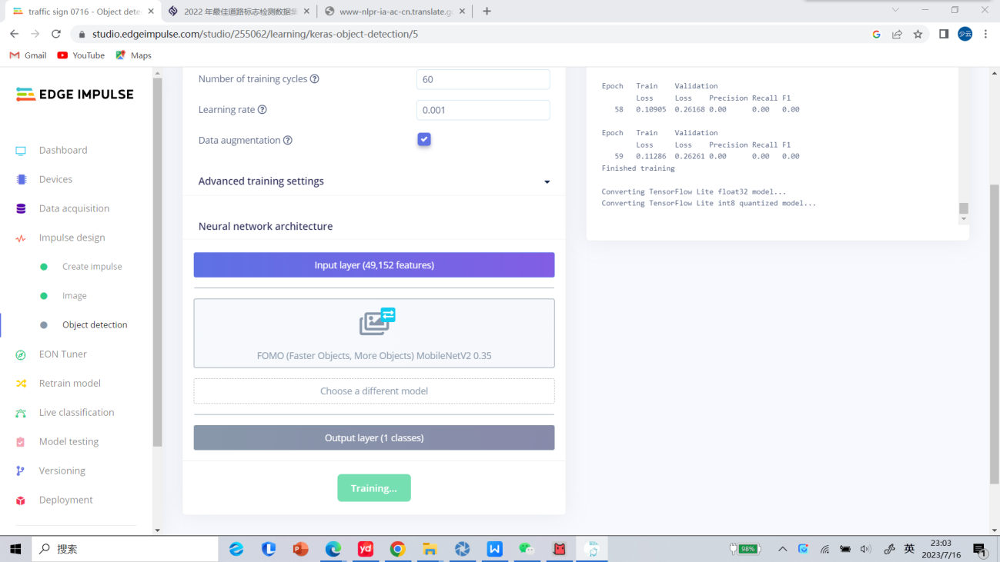 traffic sign 0716 - Object dete
2022 年最佳道路标志检测数据集
www-nlpr-ia-ac-cn.translate.g
studio.edgeimpulse.com/studio/255062/learning/keras-object-detection/5
少云
Gmail
YouTube
Maps
EDGE IMPULSE
Dashboard
Devices
Data acquisition
Impulse design
Create impulse
Image
Object detection
EON Tuner
Retrain model
Live classification
Model testing
Versioning
Deployment
Number of training cycles
60
Learning rate
0.001
Data augmentation
Advanced training settings
Neural network architecture
Input layer (49,152 features)
FOMO (Faster Objects, More Objects) MobileNetV2 0.35
Choose a different model
Output layer (1 classes)
Training...
Epoch Train Validation
Loss Loss Precision Recall F1
58 0.10905 0.26168 0.00 0.00 0.00
Epoch Train Validation
Loss Loss Precision Recall F1
59 0.11286 0.26261 0.00 0.00 0.00
Finished training
Converting TensorFlow Lite float32 model...
Converting TensorFlow Lite int8 quantized model...
搜索
yd
98%
英
23:03
2023/7/16
1